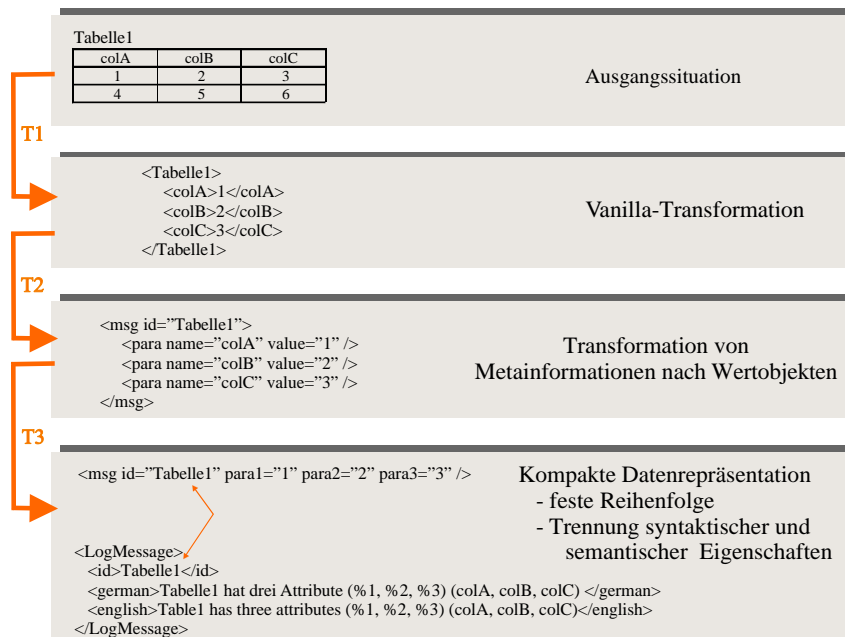 Tabelle1
colA colB colC
1 2 3
4 5 6
Ausgangssituation
T1
<Tabelle1>
<colA>1</colA>
<colB>2</colB>
<colC>3</colC>
</Tabelle1>
Vanilla-Transformation
T2
<msg id=”Tabelle1”>
<para name=”colA” value=”1” />
<para name=”colB” value=”2” />
<para name=”colC” value=”3” />
</msg>
Transformation von
Metainformationen nach Wertobjekten
T3
<msg id=”Tabelle1” para1=”1” para2=”2” para3=”3” />
Kompakte Datenrepräsentation
- feste Reihenfolge
- Trennung syntaktischer und
semantischer Eigenschaften
<LogMessage>
<id>Tabelle1</id>
<german>Tabelle1 hat drei Attribute (%1, %2, %3) (colA, colB, colC) </german>
<english>Table1 has three attributes (%1, %2, %3) (colA, colB, colC)</english>
</LogMessage>